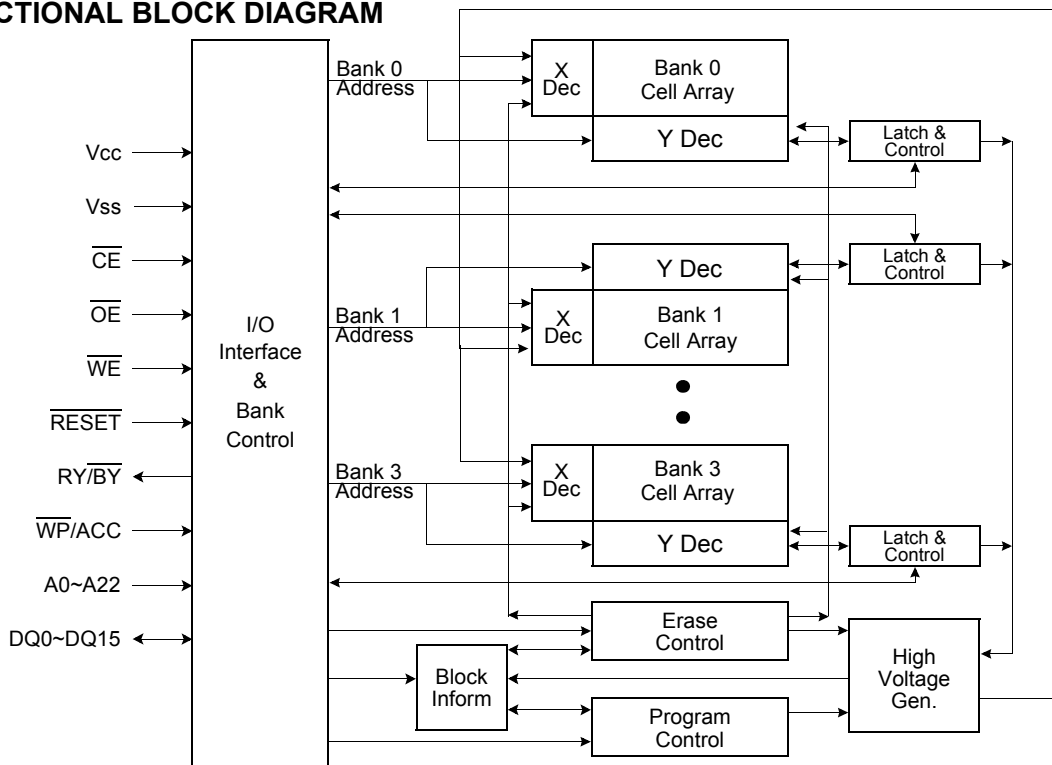 CTIONAL BLOCK DIAGRAM
Vcc
Vss
CE
OE
WE
RESET
RY/BY
WP/ACC
A0~A22
DQ0~DQ15
I/O
Interface
&
Bank
Control
Bank 0
Address
X
Dec
Bank 0
Cell Array
Y Dec
Latch &
Control
Y Dec
Latch &
Control
Bank 1
Address
X
Dec
Bank 1
Cell Array
Bank 3
Address
X
Dec
Bank 3
Cell Array
Y Dec
Latch &
Control
Erase
Control
Block
Inform
Program
Control
High
Voltage
Gen.